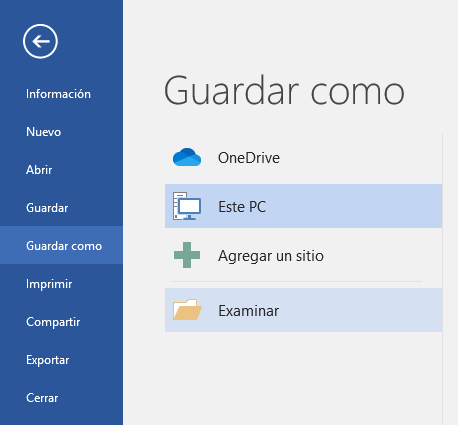 Información
Nuevo
Abrir
Guardar
Guardar como
Imprimir
Compartir
Exportar
Cerrar
Guardar como
OneDrive
Este PC
Agregar un sitio
Examinar